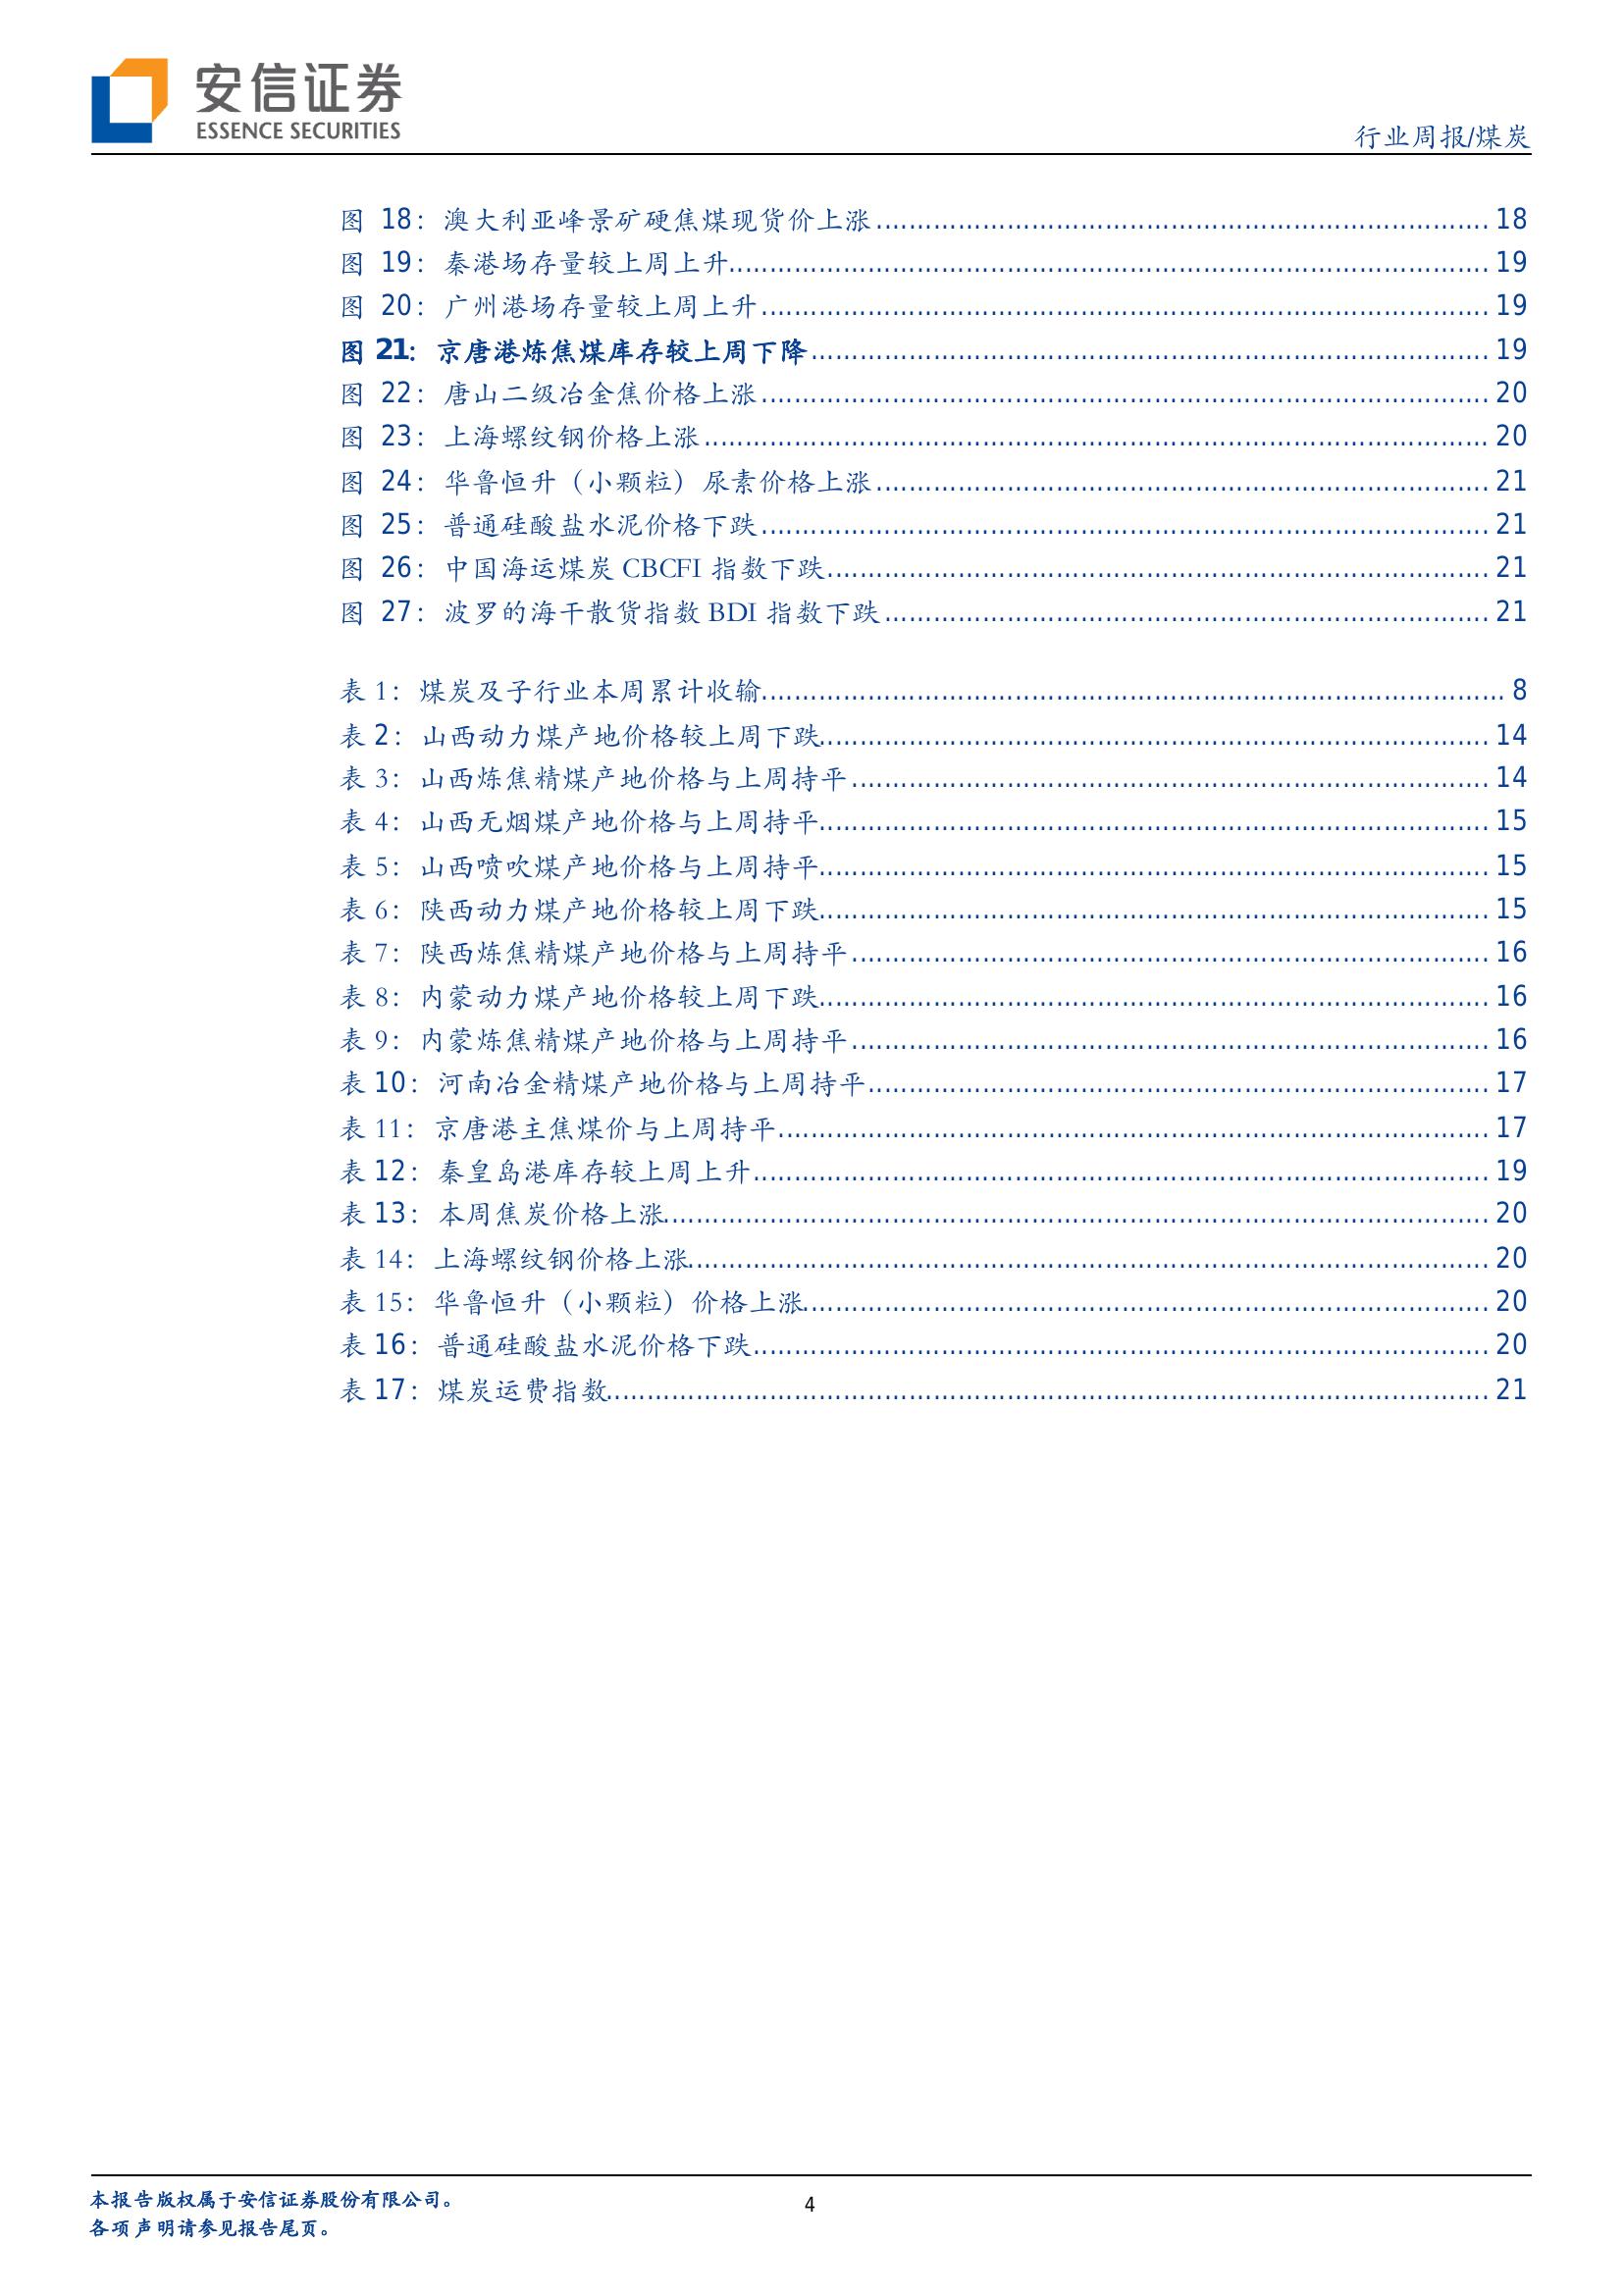 安信证券
ESSENCE SECURITIES
行业周报/煤炭
图 18：澳大利亚峰景矿硬焦煤现货价上涨 18
图 19：秦港场存量较上周上升 19
图 20：广州港场存量较上周上升 19
图 21：京唐港炼焦煤库存较上周下降 19
图 22：唐山二级冶金焦价格上涨 20
图 23：上海螺纹钢价格上涨 20
图 24：华鲁恒升（小颗粒）尿素价格上涨 21
图 25：普通硅酸盐水泥价格下跌 21
图 26：中国海运煤炭 CBCFI 指数下跌 21
图 27：波罗的海干散货指数 BDI 指数下跌 21
表 1：煤炭及子行业本周累计收输 8
表 2：山西动力煤产地价格较上周下跌 14
表 3：山西炼焦精煤产地价格与上周持平 14
表 4：山西无烟煤产地价格与上周持平 15
表 5：山西喷吹煤产地价格与上周持平 15
表 6：陕西动力煤产地价格较上周下跌 15
表 7：陕西炼焦精煤产地价格与上周持平 16
表 8：内蒙动力煤产地价格较上周下跌 16
表 9：内蒙炼焦精煤产地价格与上周持平 16
表 10：河南冶金精煤产地价格与上周持平 17
表 11：京唐港主焦煤价与上周持平 17
表 12：秦皇岛港库存较上周上升 19
表 13：本周焦炭价格上涨 20
表 14：上海螺纹钢价格上涨 20
表 15：华鲁恒升（小颗粒）价格上涨 20
表 16：普通硅酸盐水泥价格下跌 20
表 17：煤炭运费指数 21
本报告版权属于安信证券股份有限公司。
各项声明请参见报告尾页。
4